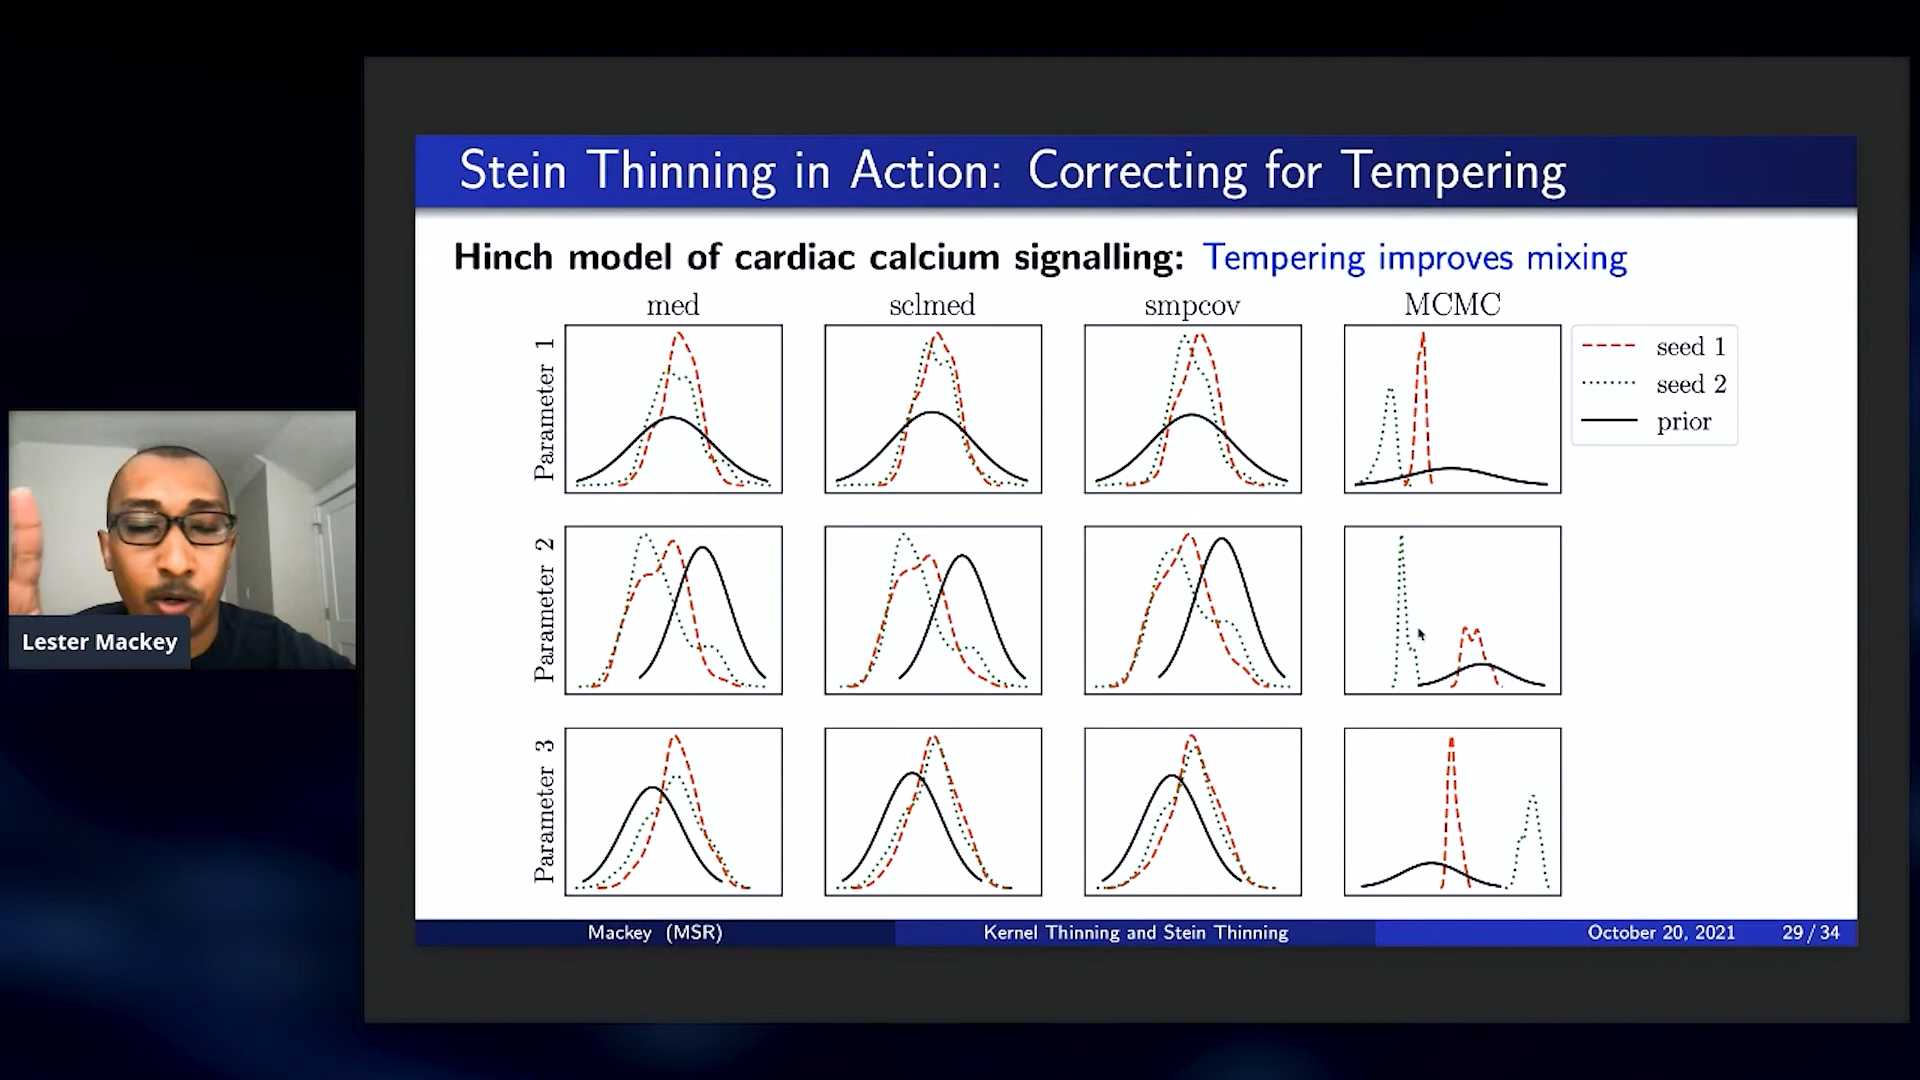 Stein Thinning in Action: Correcting for Tempering
Hinch model of cardiac calcium signalling: Tempering improves mixing
med
sclmed
smpcov
MCMC
Parameter 1
seed 1
seed 2
prior
Parameter 2
Parameter 3
Lester Mackey
Mackey (MSR)
Kernel Thinning and Stein Thinning
October 20, 2021
29 / 34